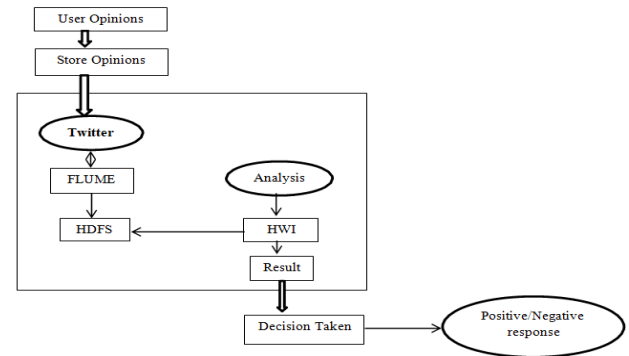 User Opinions
Store Opinions
Twitter
FLUME
Analysis
HDFS
HWI
Result
Decision Taken
Positive/Negative
response